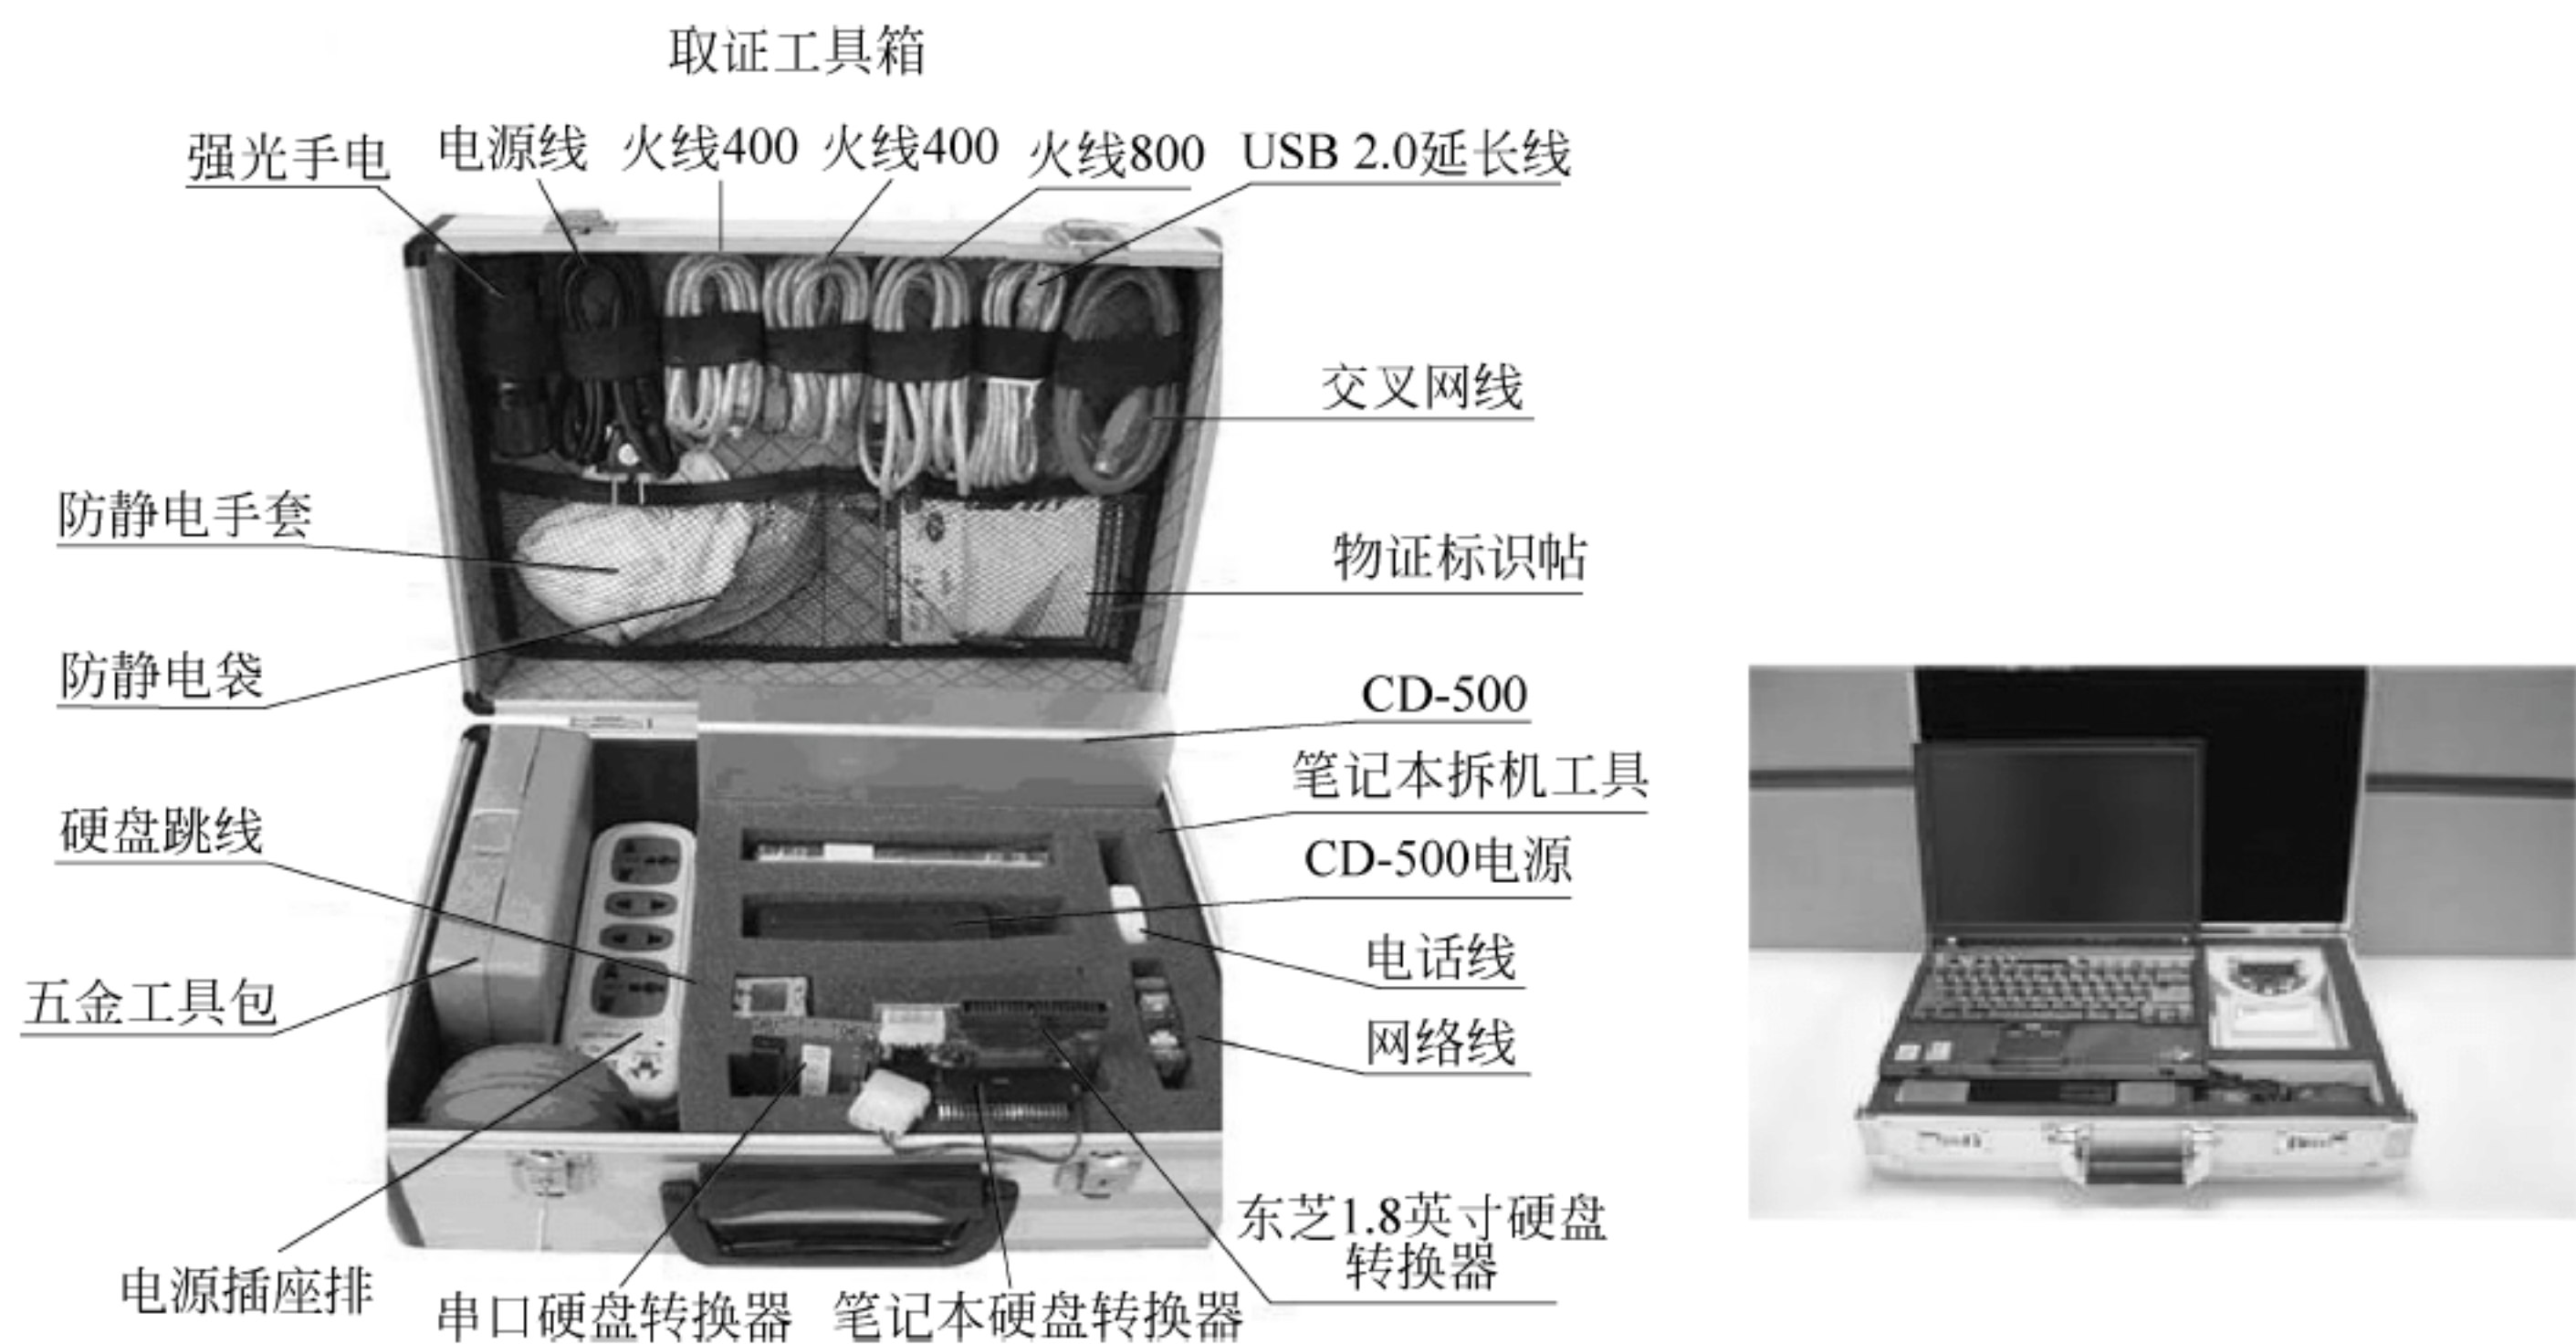 取证工具箱
强光手电
电源线
火线400
火线400
火线800
USB 2.0延长线
交叉网线
防静电手套
物证标识帖
防静电袋
CD-500
笔记本拆机工具
硬盘跳线
CD-500电源
电话线
五金工具包
网络线
东芝1.8英寸硬盘
转换器
电源插座排
串口硬盘转换器
笔记本硬盘转换器